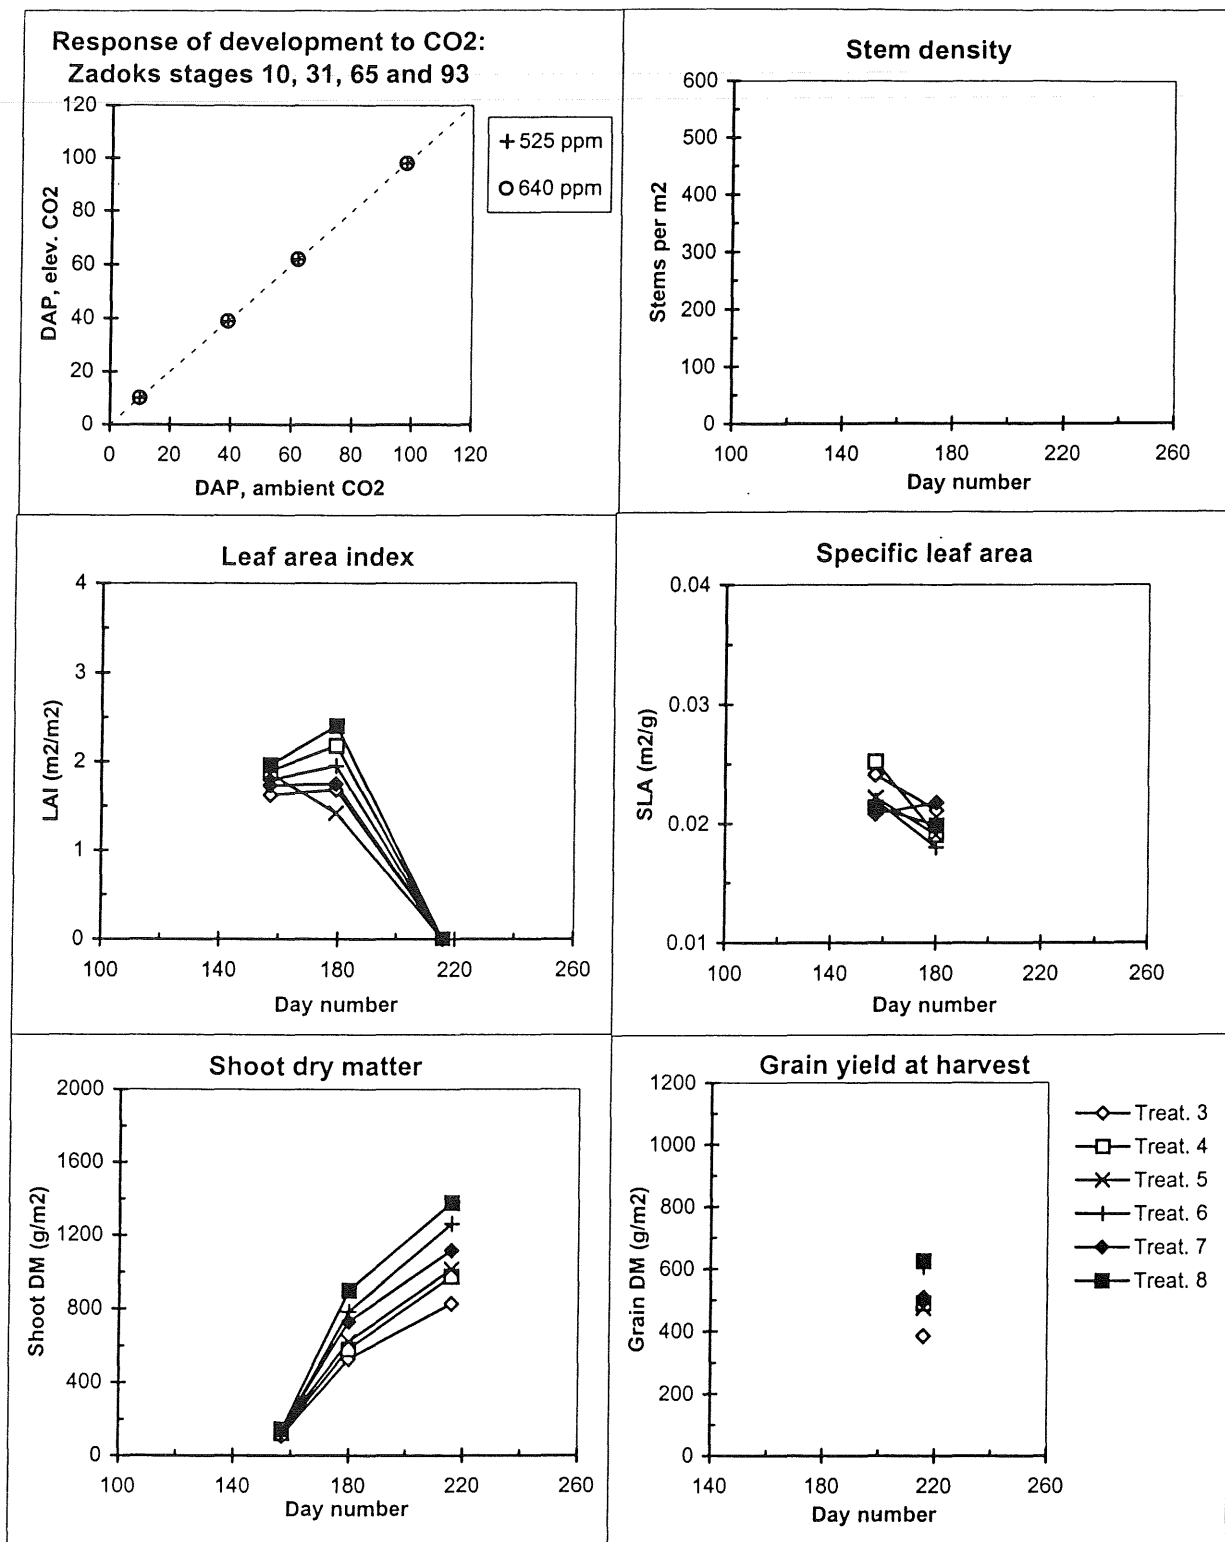 Response of development to CO2:
Zadoks stages 10, 31, 65 and 93
120
100
80
60
40
20
0
DAP, elev. CO2
0 20 40 60 80 100 120
DAP, ambient CO2
525 ppm
640 ppm
Stem density
600
500
400
300
200
100
0
Stems per m2
100 140 180 220 260
Day number
Leaf area index
4
3
2
1
0
LAI (m2/m2)
100 140 180 220 260
Day number
Specific leaf area
0.04
0.03
0.02
0.01
SLA (m2/g)
100 140 180 220 260
Day number
Shoot dry matter
2000
1600
1200
800
400
0
Shoot DM (g/m2)
100 140 180 220 260
Day number
Grain yield at harvest
1200
1000
800
600
400
200
0
Grain DM (g/m2)
140 180 220 260
Day number
Treat. 3
Treat. 4
Treat. 5
Treat. 6
Treat. 7
Treat. 8